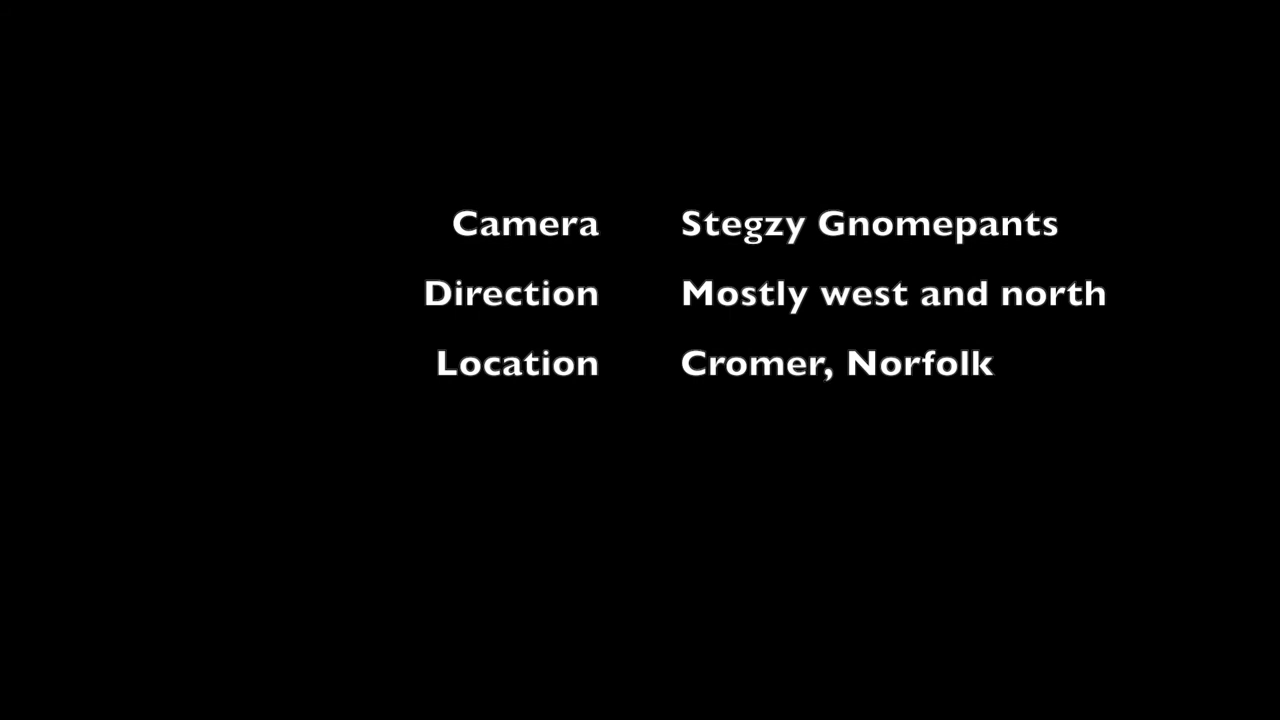 Camera Stegzy Gnomepants
Direction Mostly west and north
Location Cromer, Norfolk